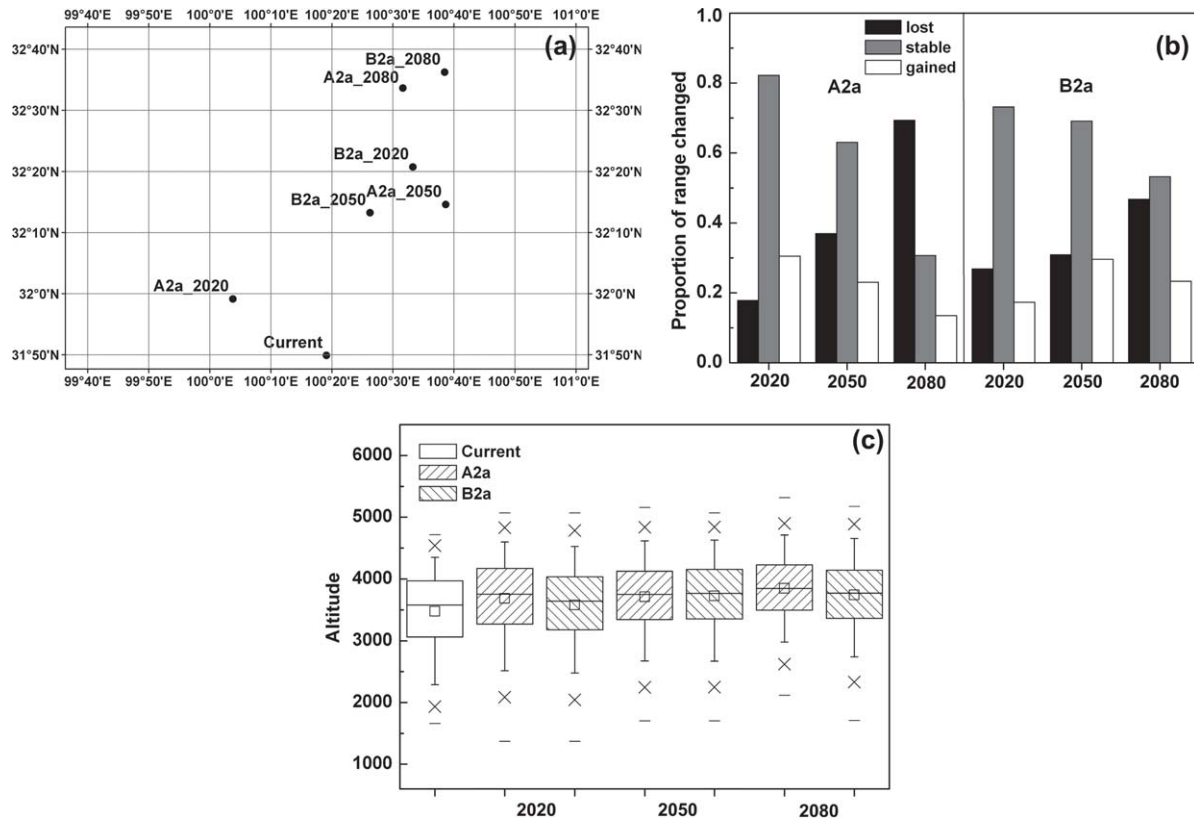 99°40'E 99°50'E 100°0'E 100°10'E 100°20'E 100°30'E 100°40'E 100°50'E 101°0'E
(a)
32°40'N 32°40'N
B2a_2080
A2a_2080
32°30'N 32°30'N
32°20'N 32°20'N
B2a_2020
A2a_2050
B2a_2050
32°10'N 32°10'N
A2a_2020
32°0'N 32°0'N
Current
31°50'N 31°50'N
99°40'E 99°50'E 100°0'E 100°10'E 100°20'E 100°30'E 100°40'E 100°50'E 101°0'E
(b)
lost
stable
gained
A2a B2a
Proportion of range changed
1.0
0.8
0.6
0.4
0.2
0.0
2020 2050 2080 2020 2050 2080
(c)
Current
A2a
B2a
Altitude
6000
5000
4000
3000
2000
1000
2020 2050 2080